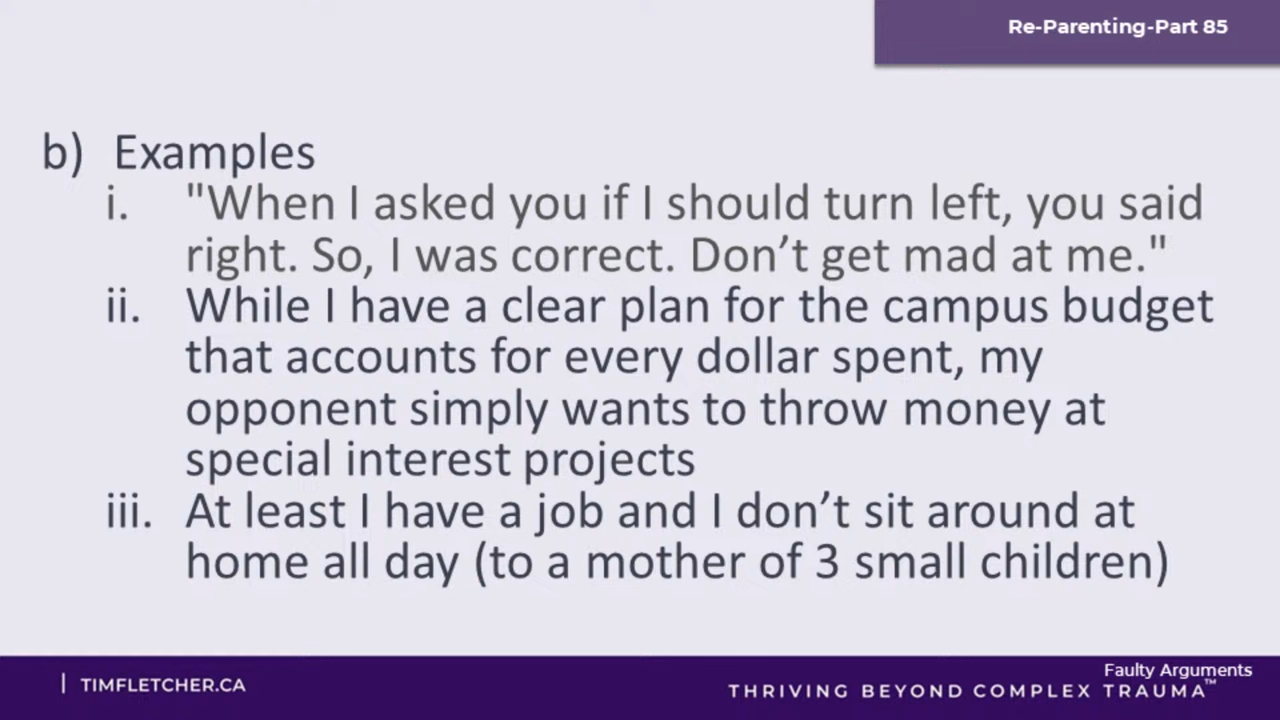 Re-Parenting-Part 85
b) Examples
i. "When I asked you if I should turn left, you said
right. So, I was correct. Don’t get mad at me."
ii. While I have a clear plan for the campus budget
that accounts for every dollar spent, my
opponent simply wants to throw money at
special interest projects
iii. At least I have a job and I don’t sit around at
home all day (to a mother of 3 small children)
| TIMFLETCHER.CA
Faulty Arguments
THRIVING BEYOND COMPLEX TRAUMA™